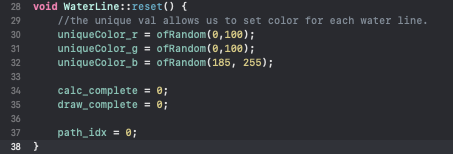 28 void WaterLine::reset() {
29     //the unique val allows us to set color for each water line.
30     uniqueColor_r = ofRandom(0,100);
31     uniqueColor_g = ofRandom(0,100);
32     uniqueColor_b = ofRandom(185, 255);
33
34     calc_complete = 0;
35     draw_complete = 0;
36
37     path_idx = 0;
38 }